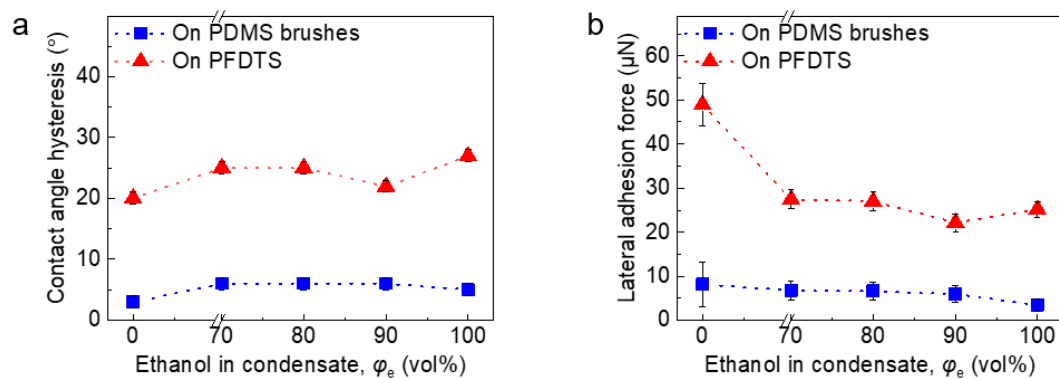 a
On PDMS brushes
On PFDTS
Contact angle hysteresis (°)
40
30
20
10
0
0 70 80 90 100
Ethanol in condensate, φe (vol%)
b
On PDMS brushes
On PFDTS
Lateral adhesion force (µN)
60
50
40
30
20
10
0
0 70 80 90 100
Ethanol in condensate, φe (vol%)